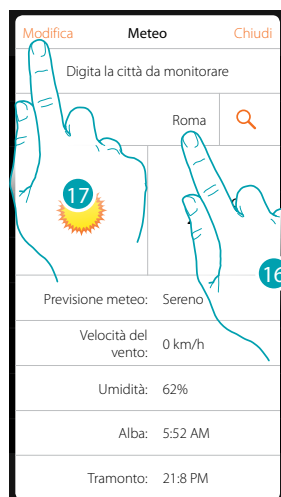 Modifica Meteo Chiudi
Digita la città da monitorare
Roma
17
16
Previsione meteo: Sereno
Velocità del
vento: 0 km/h
Umidità: 62%
Alba: 5:52 AM
Tramonto: 21:8 PM